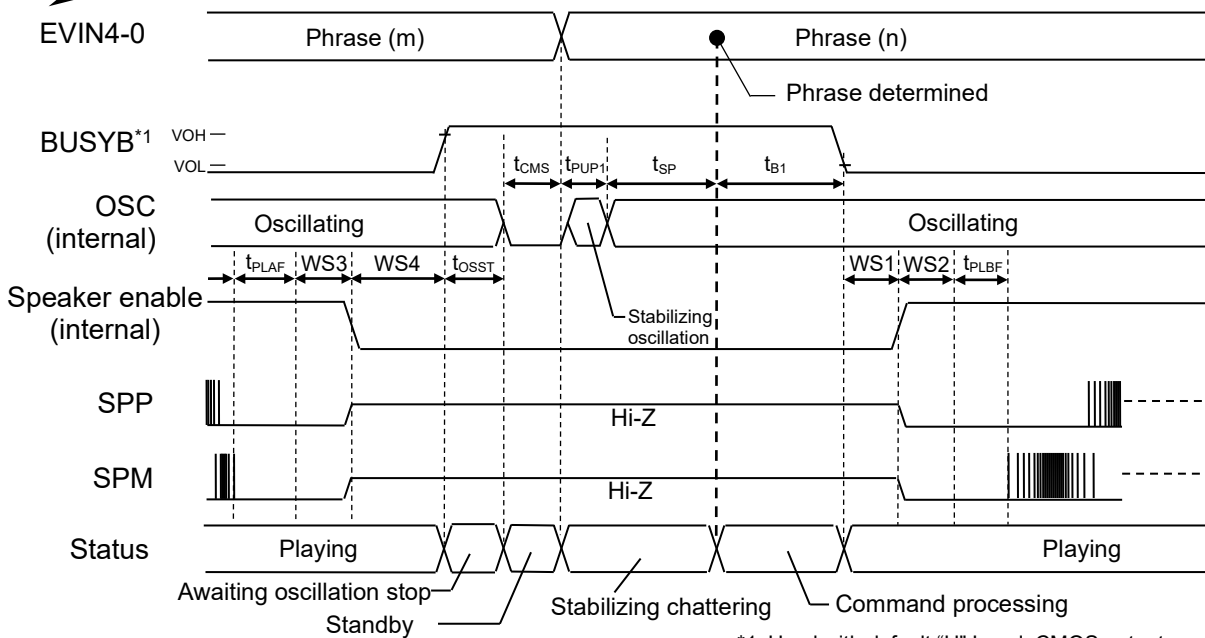 EVIN4-0
Phrase (m)
Phrase (n)
Phrase determined
BUSYB*1
VOH
VOL
tCMS
tPUP1
tSP
tB1
OSC
(internal)
Oscillating
Oscillating
tPLAF
WS3
WS4
tOSST
WS1
WS2
tPLBF
Speaker enable
(internal)
Stabilizing
oscillation
SPP
Hi-Z
SPM
Hi-Z
Status
Playing
Playing
Awaiting oscillation stop
Standby
Stabilizing chattering
Command processing